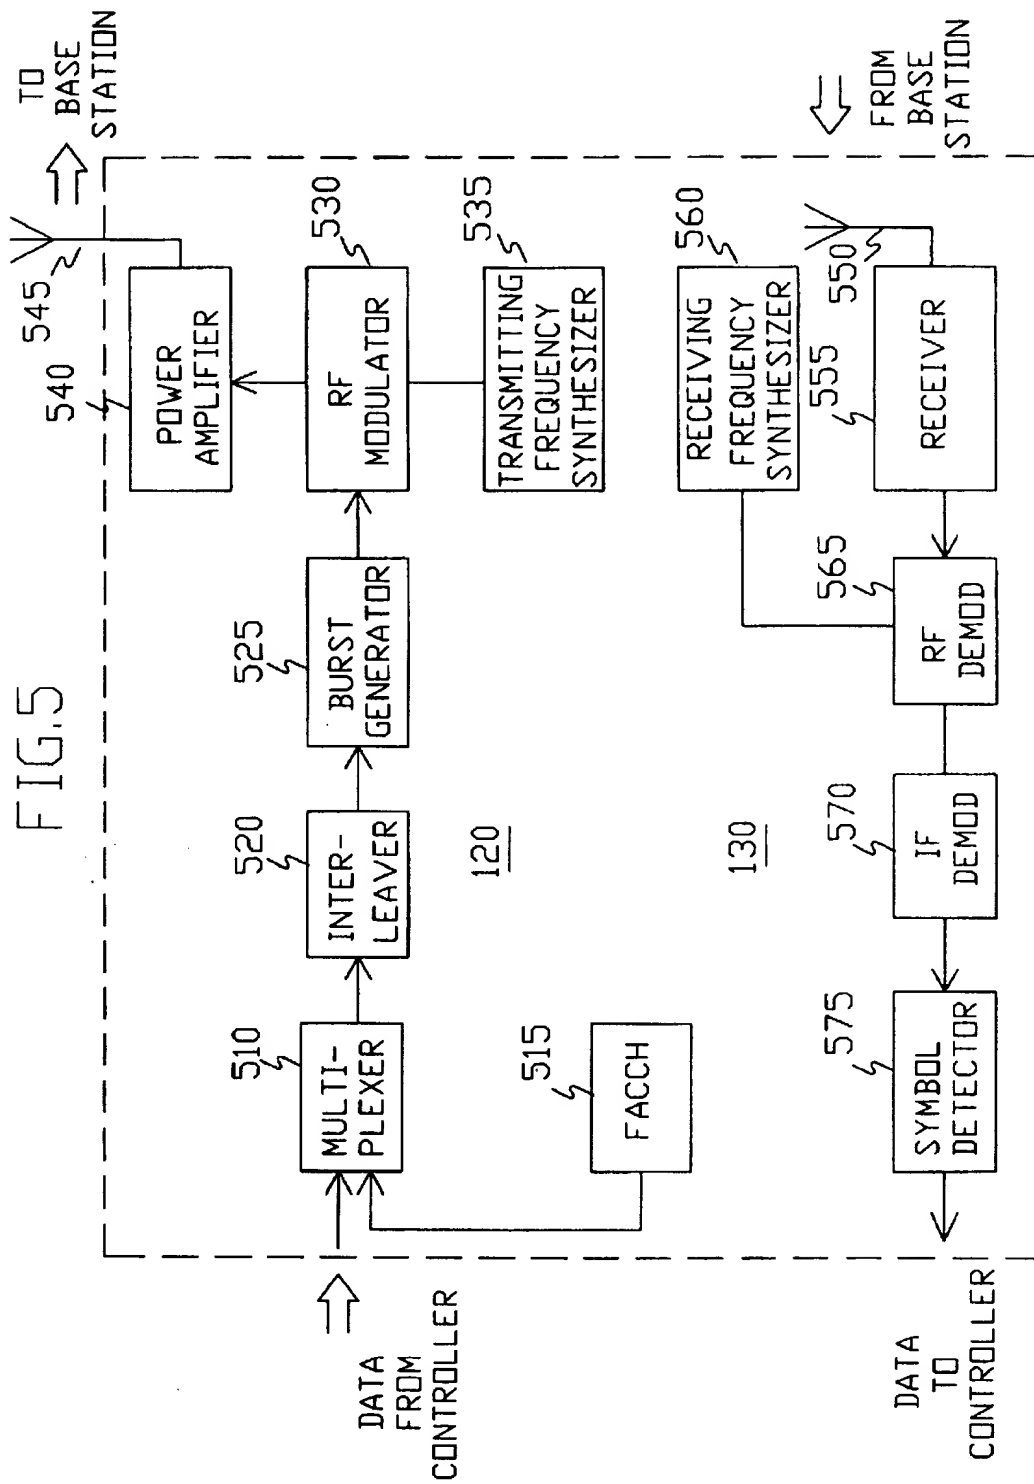 FIG.5
TO
BASE
STATION
545
540
POWER
AMPLIFIER
DATA
FROM
CONTROLLER
510
MULTI-
PLEXER
520
INTER-
LEAVER
525
BURST
GENERATOR
530
RF
MODULATOR
515
FACCH
120
535
TRANSMITTING
FREQUENCY
SYNTHESIZER
130
560
RECEIVING
FREQUENCY
SYNTHESIZER
FROM
BASE
STATION
550
555
RECEIVER
565
RF
DEMOD
570
IF
DEMOD
575
SYMBOL
DETECTOR
DATA
TO
CONTROLLER